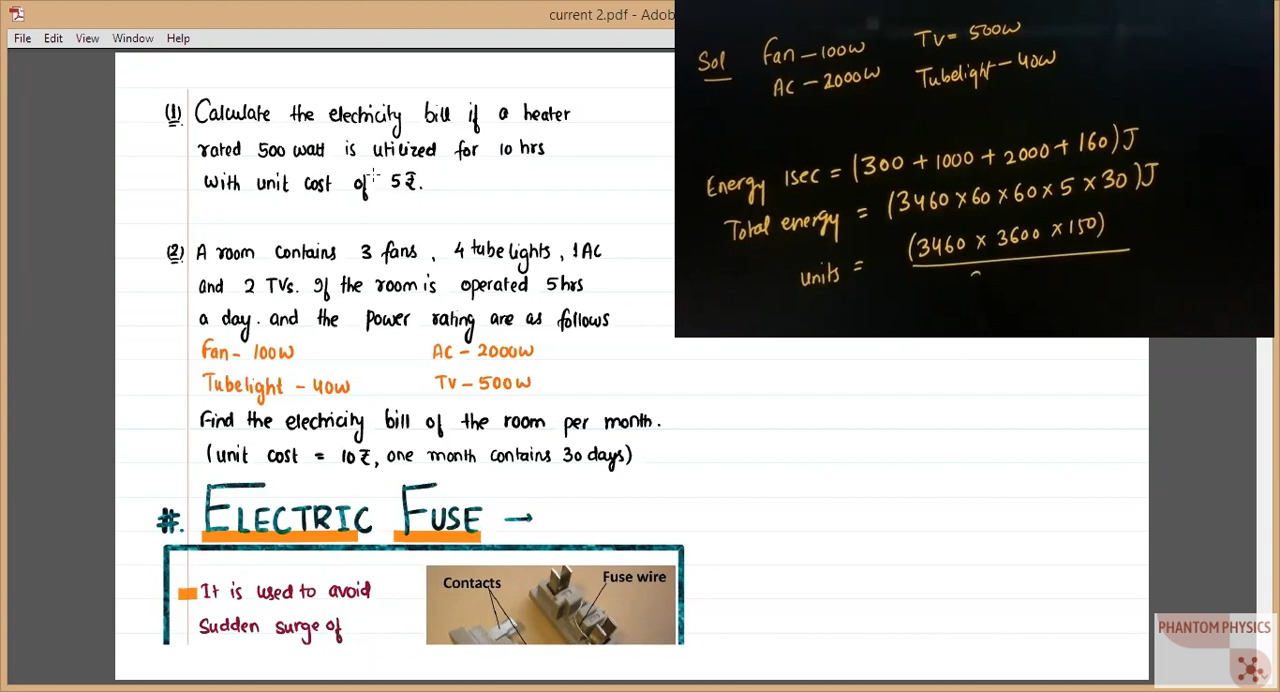 current 2.pdf - Adob
File Edit View Window Help
(1) Calculate the electricity bill if a heater
rated 500 watt is utilized for 10 hrs
with unit cost of 5₹.
(2) A room contains 3 fans, 4 tube lights, 1AC
and 2 TVs. If the room is operated 5hrs
a day. and the power rating are as follows
Fan - 100W AC - 2000W
Tubelight - 40W TV - 500W
Find the electricity bill of the room per month.
(unit cost = 10₹, one month contains 30 days)
#. ELECTRIC FUSE →
It is used to avoid
Sudden surge of
Contacts
Fuse wire
Sol Fan - 100W TV = 500W
AC - 2000W Tubelight - 40W
Energy 1sec = (300 + 1000 + 2000 + 160)J
Total energy = (3460 × 60 × 60 × 5 × 30)J
units = (3460 × 3600 × 150)
PHANTOM PHYSICS